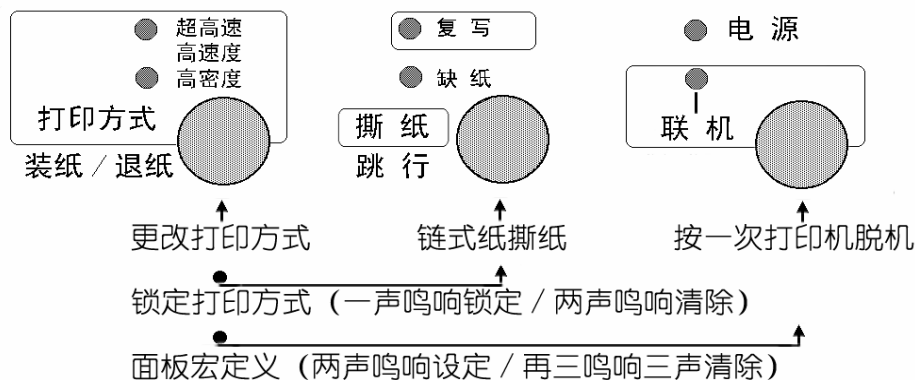 超高速
高速度
高密度
打印方式
装纸/退纸
复写
缺纸
撕纸
跳行
电源
联机
更改打印方式
链式纸撕纸
按一次打印机脱机
锁定打印方式(一声鸣响锁定/两声鸣响清除)
面板宏定义(两声鸣响设定/再三鸣响三声清除)